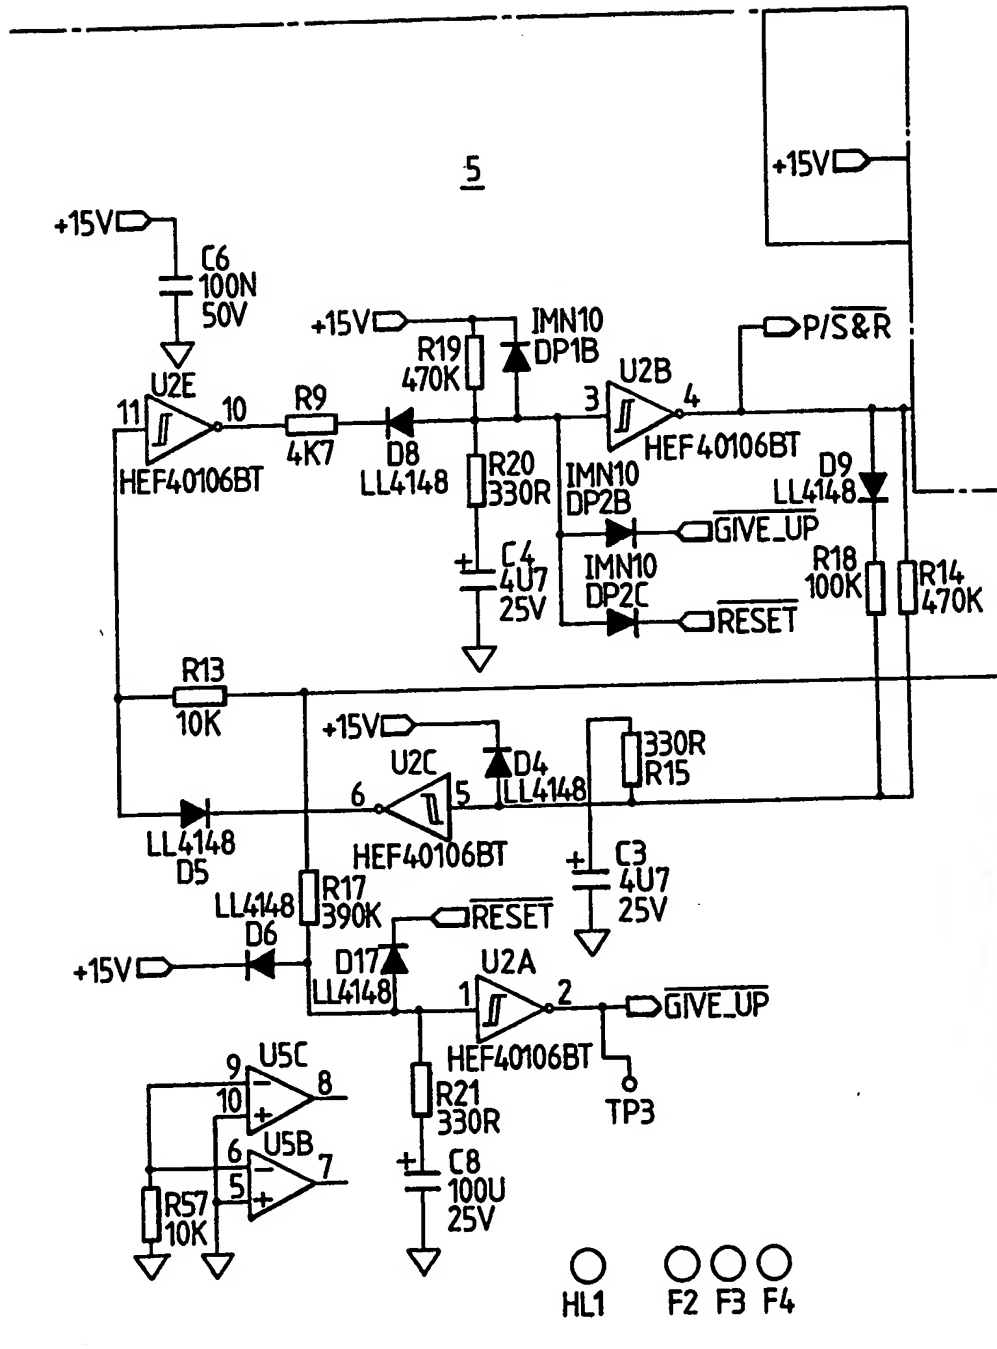 5
+15V
+15V
C6
100N
50V
+15V
R19
470K
IMN10
DP1B
P/S&R
U2E
11
10
R9
4K7
D8
LL4148
HEF40106BT
U2B
3
4
HEF40106BT
R20
330R
IMN10
DP2B
GIVE_UP
D9
LL4148
C4
4U7
25V
IMN10
DP2C
RESET
R18
100K
R14
470K
R13
10K
+15V
U2C
6
5
D4
LL4148
330R
R15
HEF40106BT
LL4148
D5
C3
4U7
25V
R17
390K
LL4148
D6
+15V
RESET
D17
LL4148
U2A
1
2
GIVE_UP
HEF40106BT
TP3
R21
330R
C8
100U
25V
U5C
9
10
8
−
+
U5B
6
5
7
−
+
R57
10K
HL1
F2
F3
F4